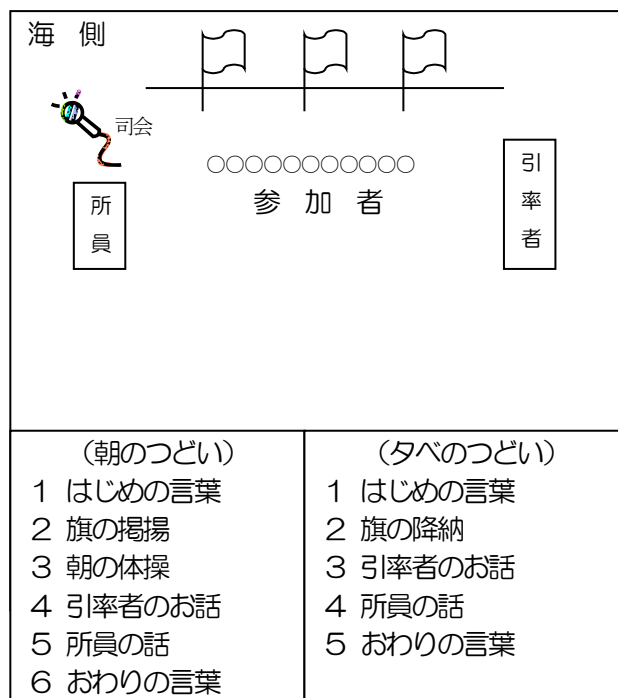 海 側
司会
○○○○○○○○○○○
参 加 者
所員
引率者
(朝のつどい)
1 はじめの言葉
2 旗の掲揚
3 朝の体操
4 引率者のお話
5 所員の話
6 おわりの言葉
(夕べのつどい)
1 はじめの言葉
2 旗の降納
3 引率者のお話
4 所員の話
5 おわりの言葉